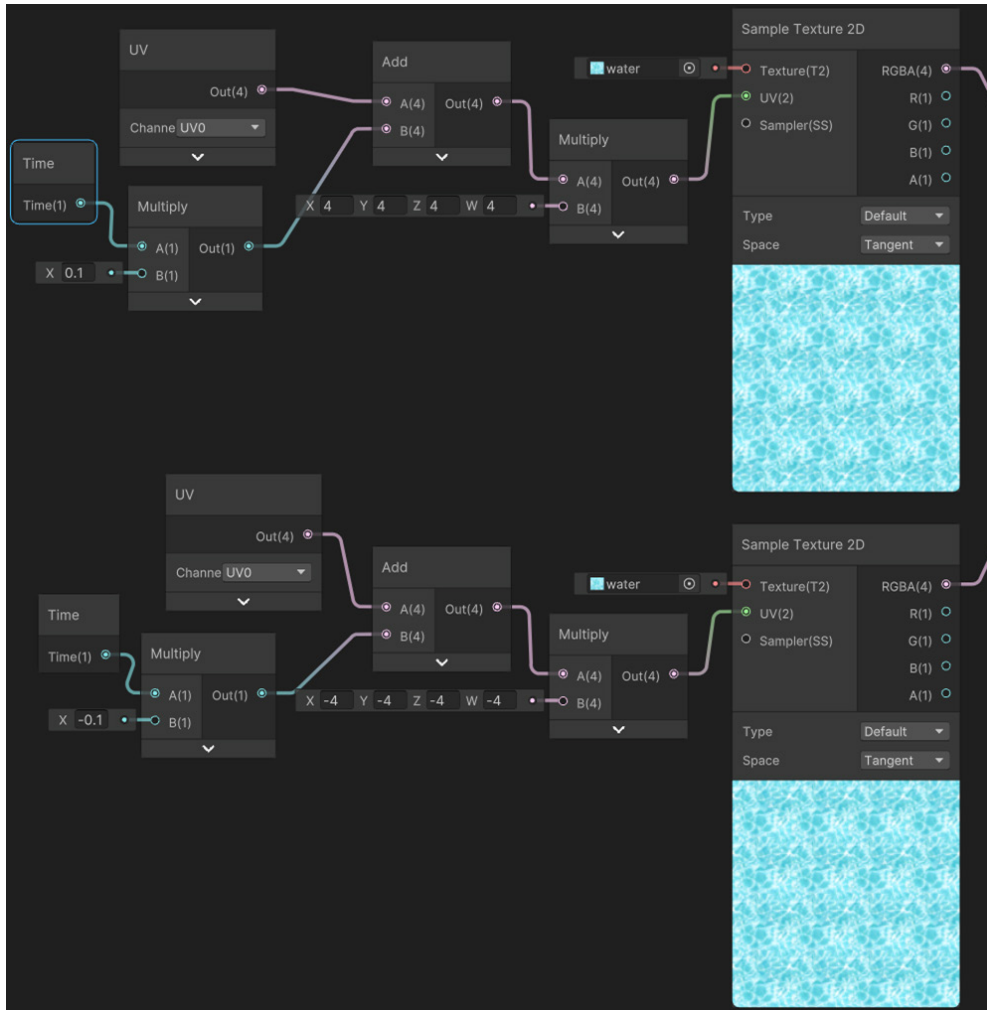 Sample Texture 2D
UV
Add
water
Texture(T2) RGBA(4)
Out(4)
A(4) Out(4)
UV(2) R(1)
Channe UV0
B(4)
Multiply
Sampler(SS) G(1)
B(1)
Time
A(4) Out(4)
A(1)
Time(1)
Multiply
X 4 Y 4 Z 4 W 4
B(4)
Type Default
A(1) Out(1)
Space Tangent
X 0.1
B(1)
UV
Out(4)
Sample Texture 2D
Add
Channe UV0
water
Texture(T2) RGBA(4)
A(4) Out(4)
UV(2) R(1)
Time
B(4)
Multiply
Sampler(SS) G(1)
Time(1)
Multiply
B(1)
A(4) Out(4)
A(1)
A(1) Out(1)
X -4 Y -4 Z -4 W -4
B(4)
X -0.1
B(1)
Type Default
Space Tangent